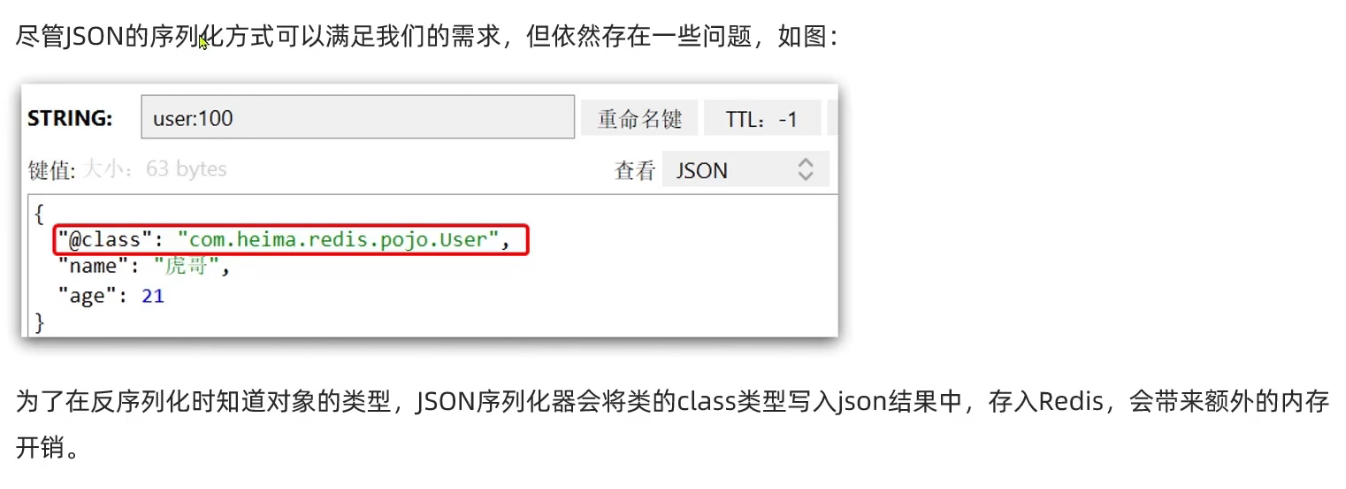 尽管JSON的序列化方式可以满足我们的需求，但依然存在一些问题，如图：
STRING: user:100 重命名键 TTL：-1
键值: 大小：63 bytes 查看 JSON
{
"@class": "com.heima.redis.pojo.User",
"name": "虎哥",
"age": 21
}
为了在反序列化时知道对象的类型，JSON序列化器会将类的class类型写入json结果中，存入Redis，会带来额外的内存
开销。